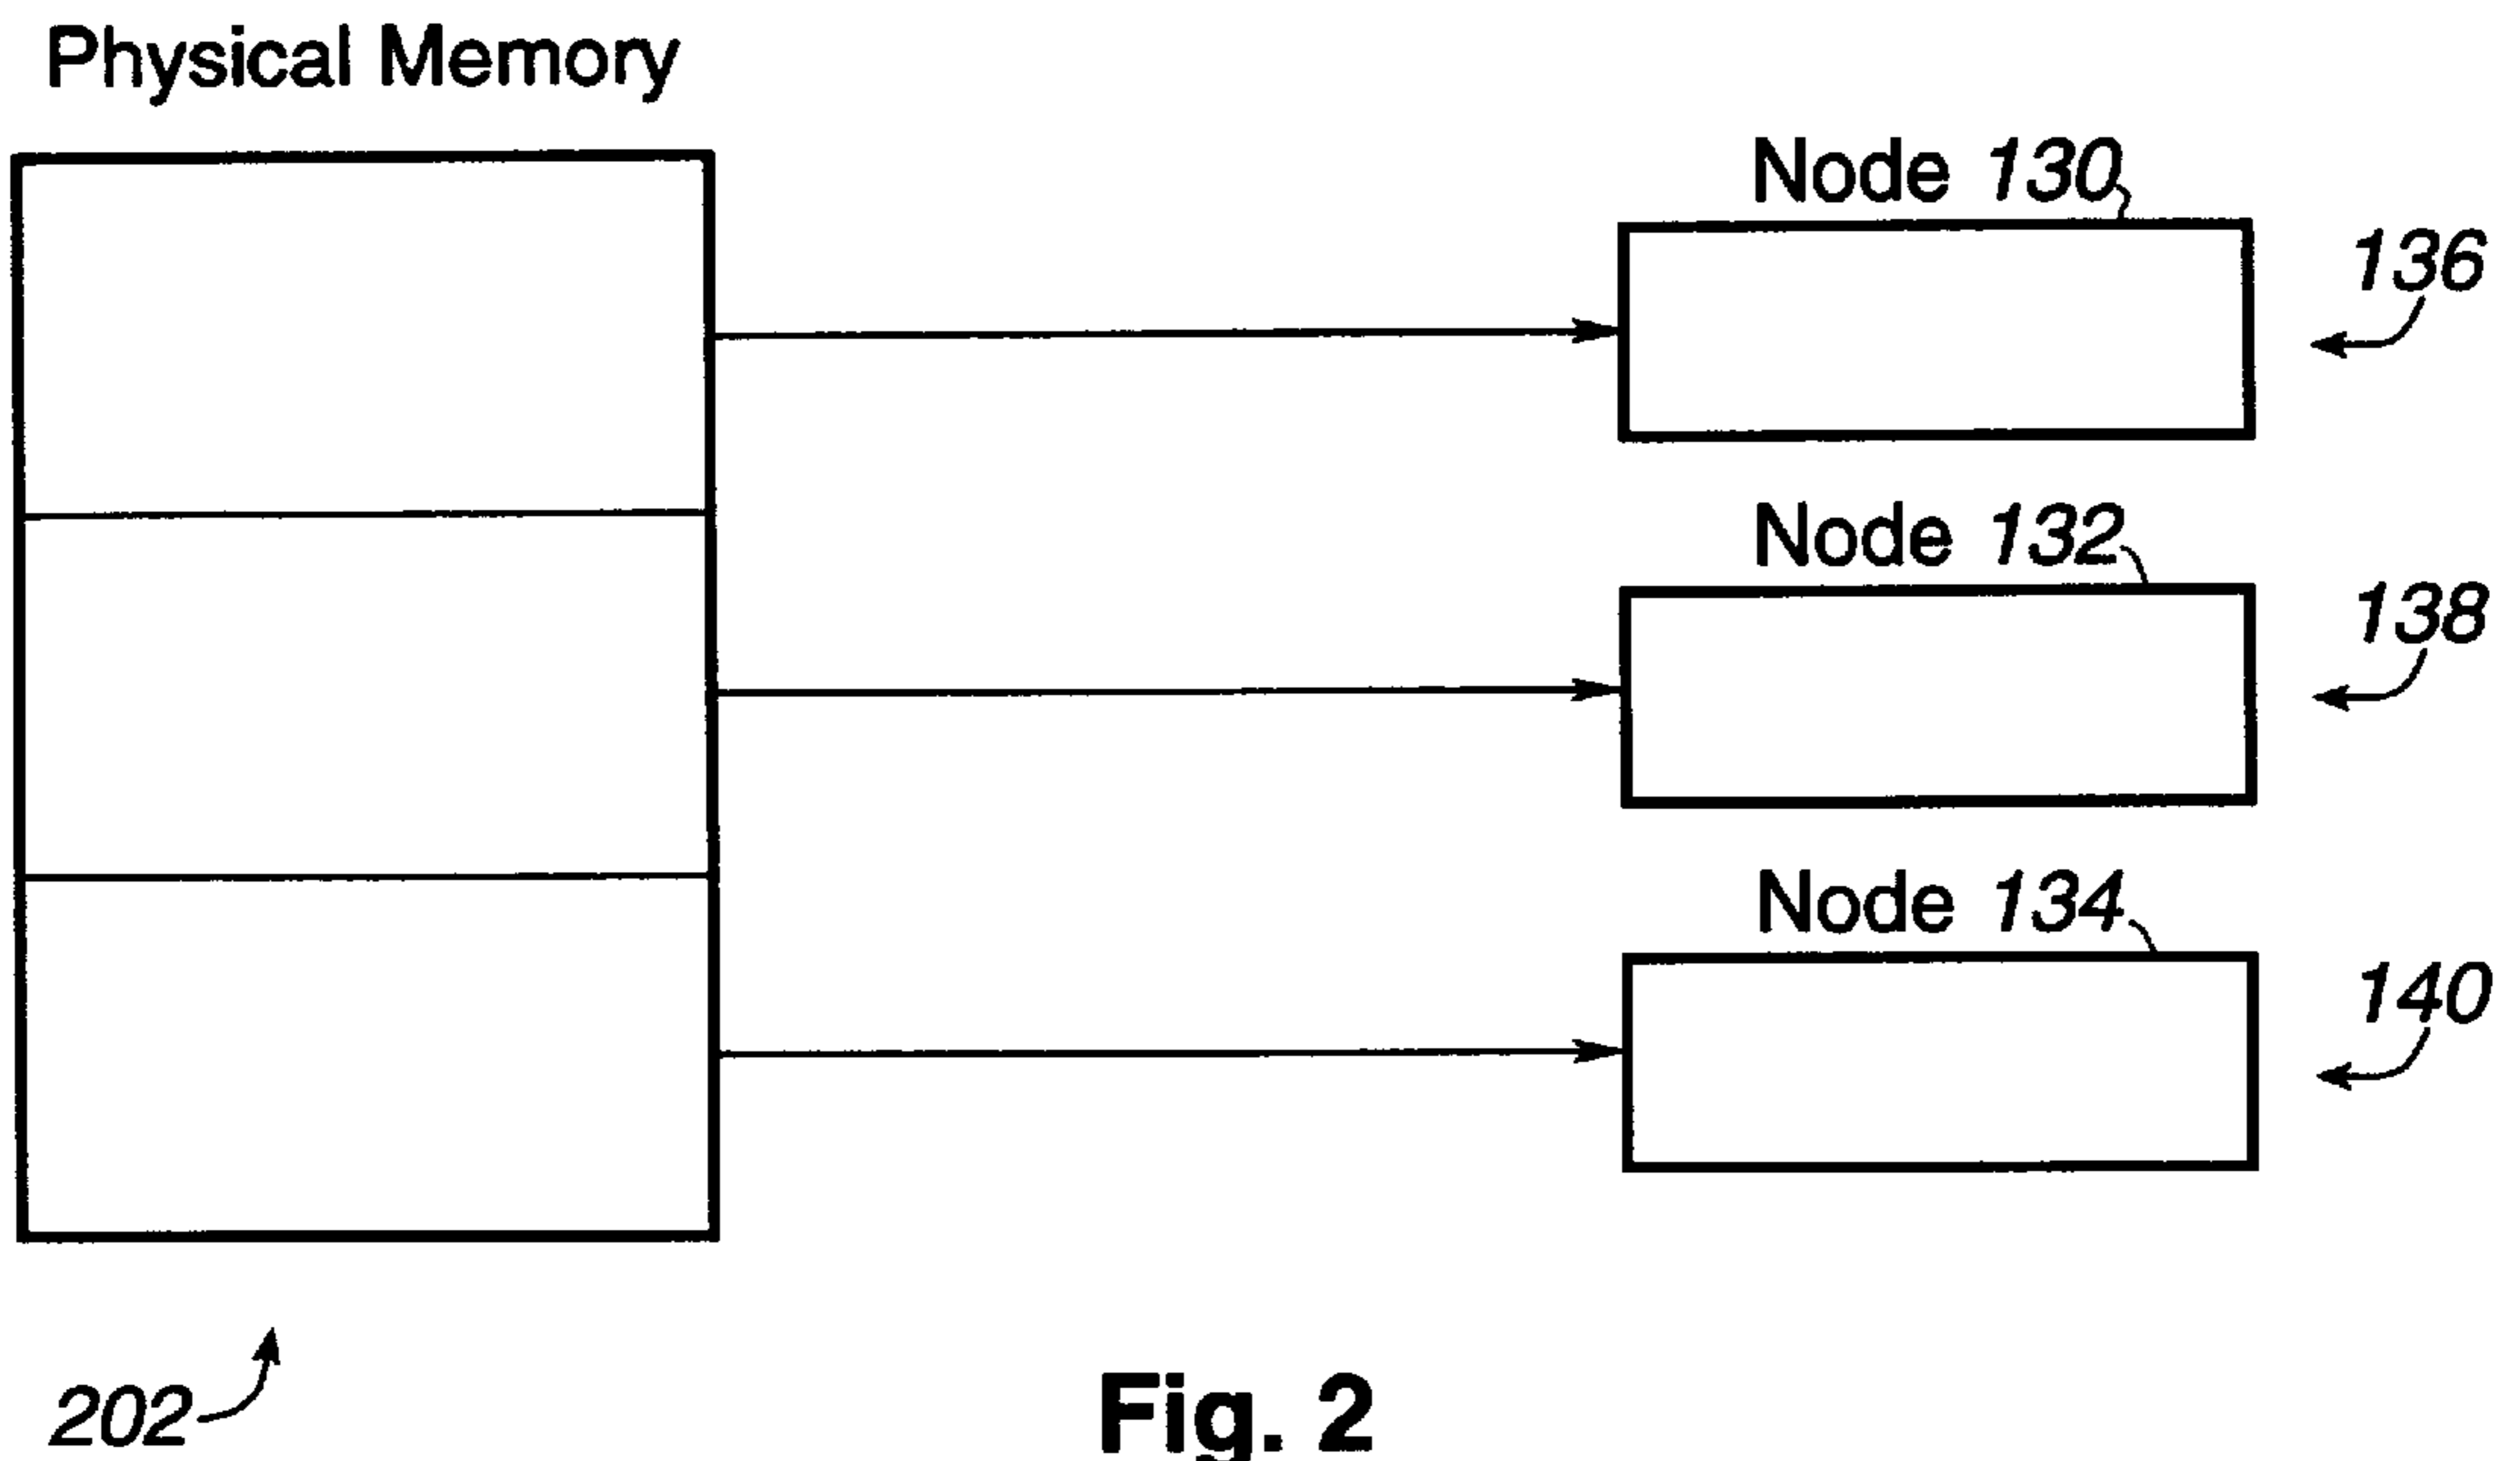 Physical Memory
Node 130
136
Node 132
138
Node 134
140
202
Fig. 2